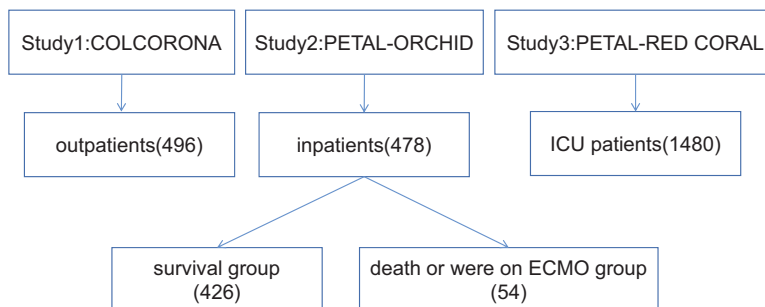 Study1:COLCORONA
Study2:PETAL-ORCHID
Study3:PETAL-RED CORAL
outpatients(496)
inpatients(478)
ICU patients(1480)
survival group
(426)
death or were on ECMO group
(54)